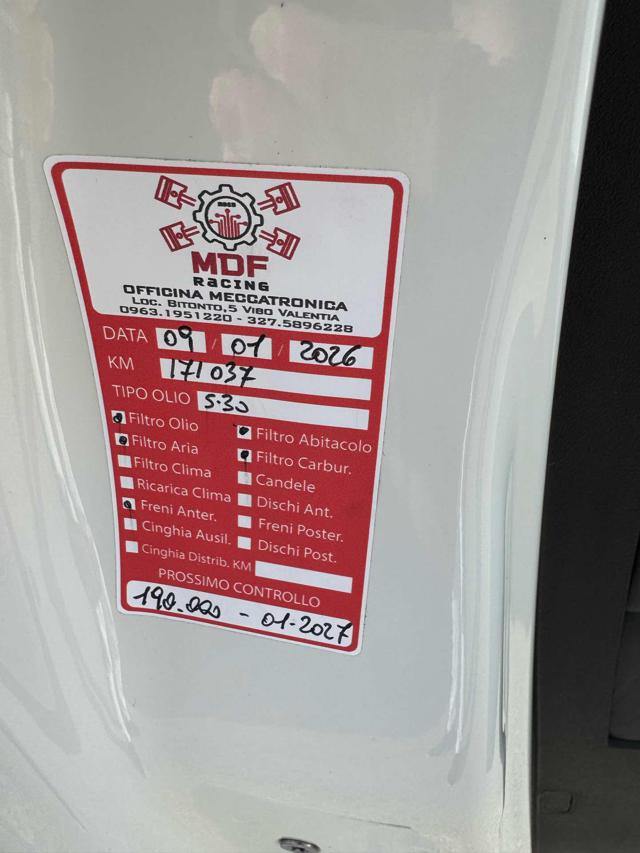 MDF
RACING
OFFICINA MECCATRONICA
LOC. BITONTO, 5 VIBO VALENTIA
0963.1951220 - 327.5896228
DATA 09 / 01 / 2026
KM 171037
TIPO OLIO 5.30
Filtro Olio
Filtro Abitacolo
Filtro Aria
Filtro Carbur.
Filtro Clima
Candele
Ricarica Clima
Dischi Ant.
Freni Anter.
Freni Poster.
Cinghia Ausil.
Dischi Post.
Cinghia Distrib. KM
PROSSIMO CONTROLLO
190.000 - 01-2027